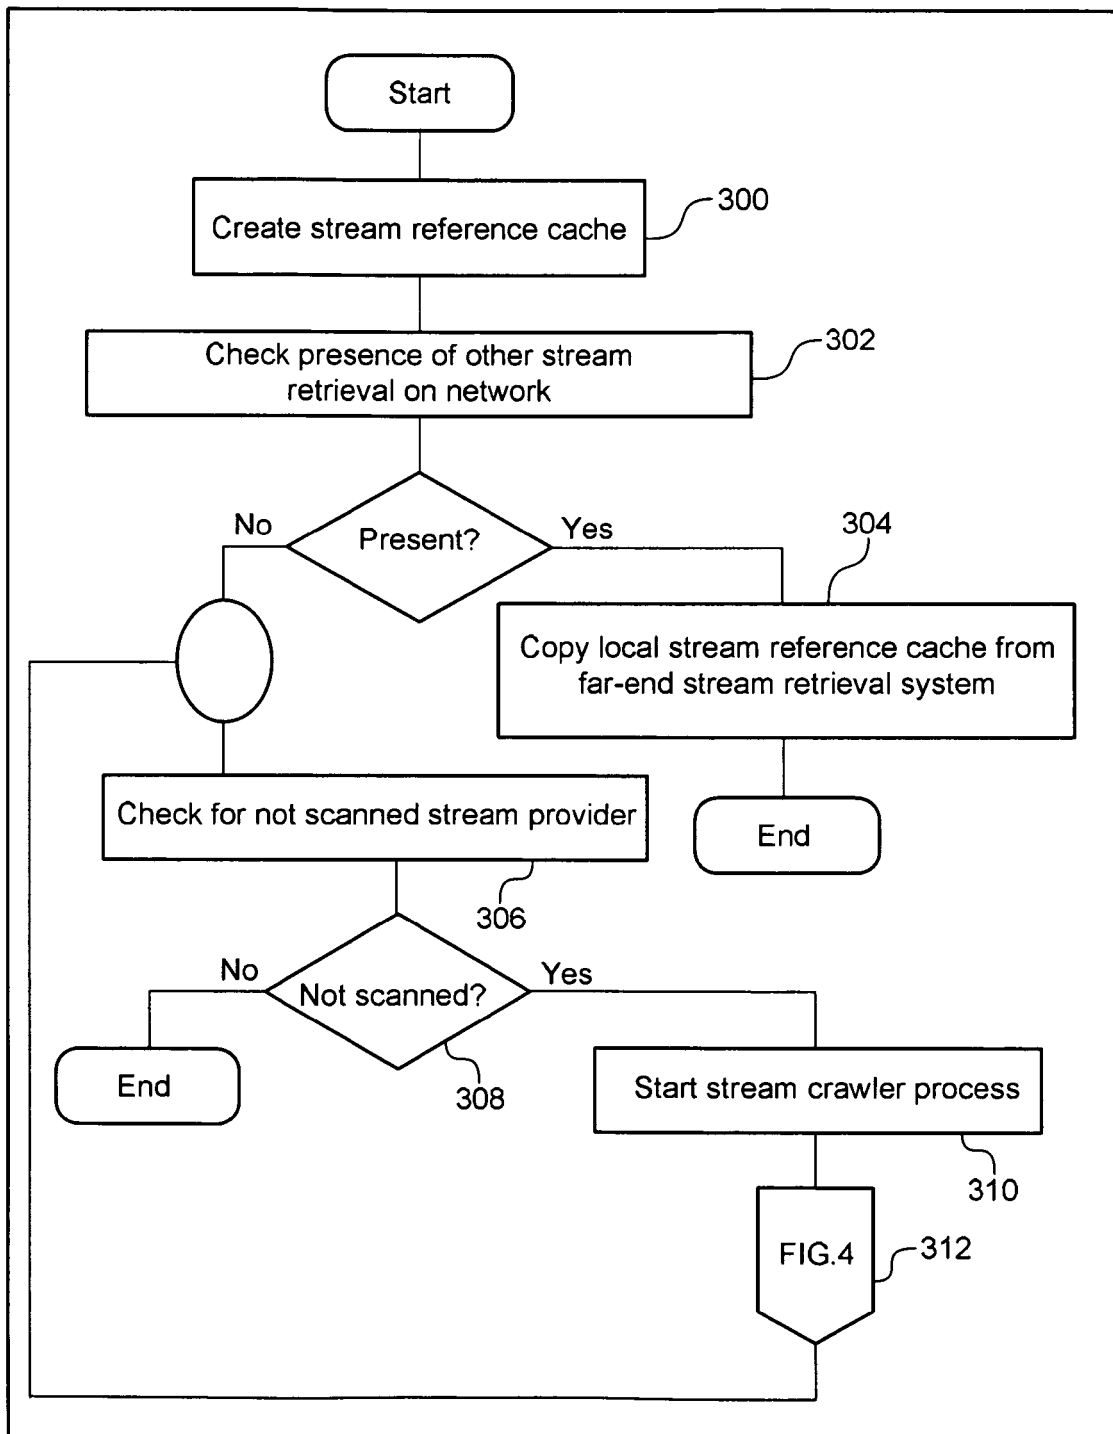 Start
Create stream reference cache
300
Check presence of other stream
retrieval on network
302
Present?
No
Yes
304
Copy local stream reference cache from
far-end stream retrieval system
End
Check for not scanned stream provider
306
Not scanned?
No
Yes
308
End
Start stream crawler process
310
FIG.4
312